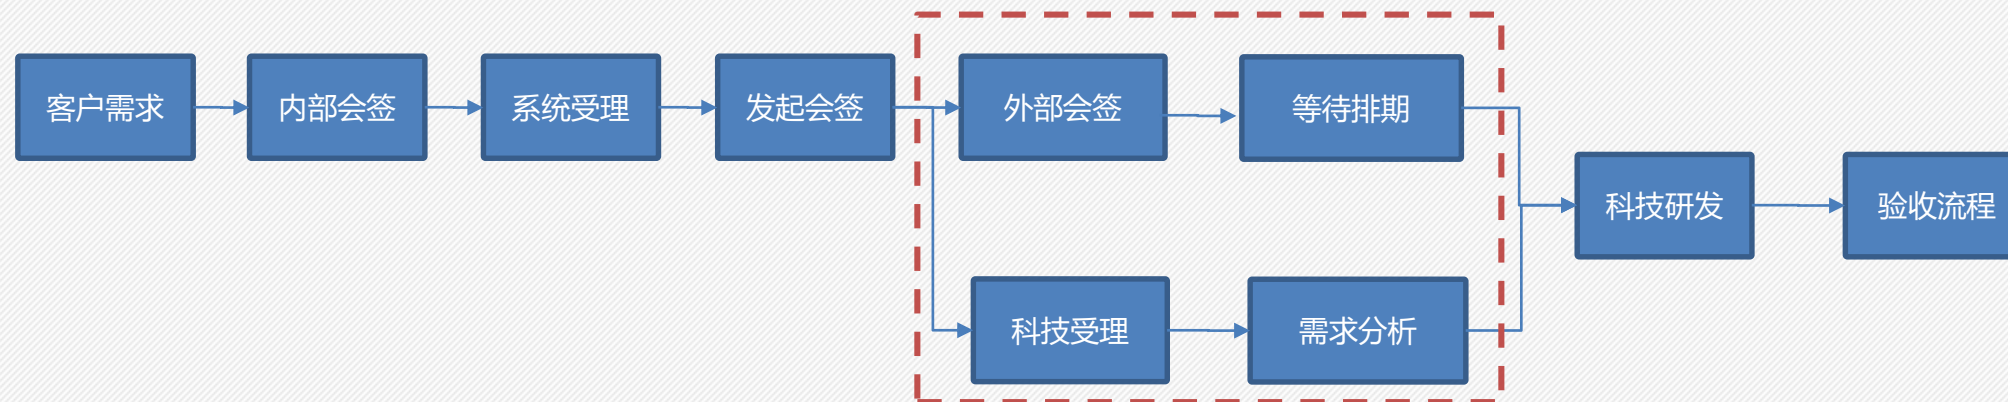 客户需求
内部会签
系统受理
发起会签
外部会签
等待排期
科技受理
需求分析
科技研发
验收流程